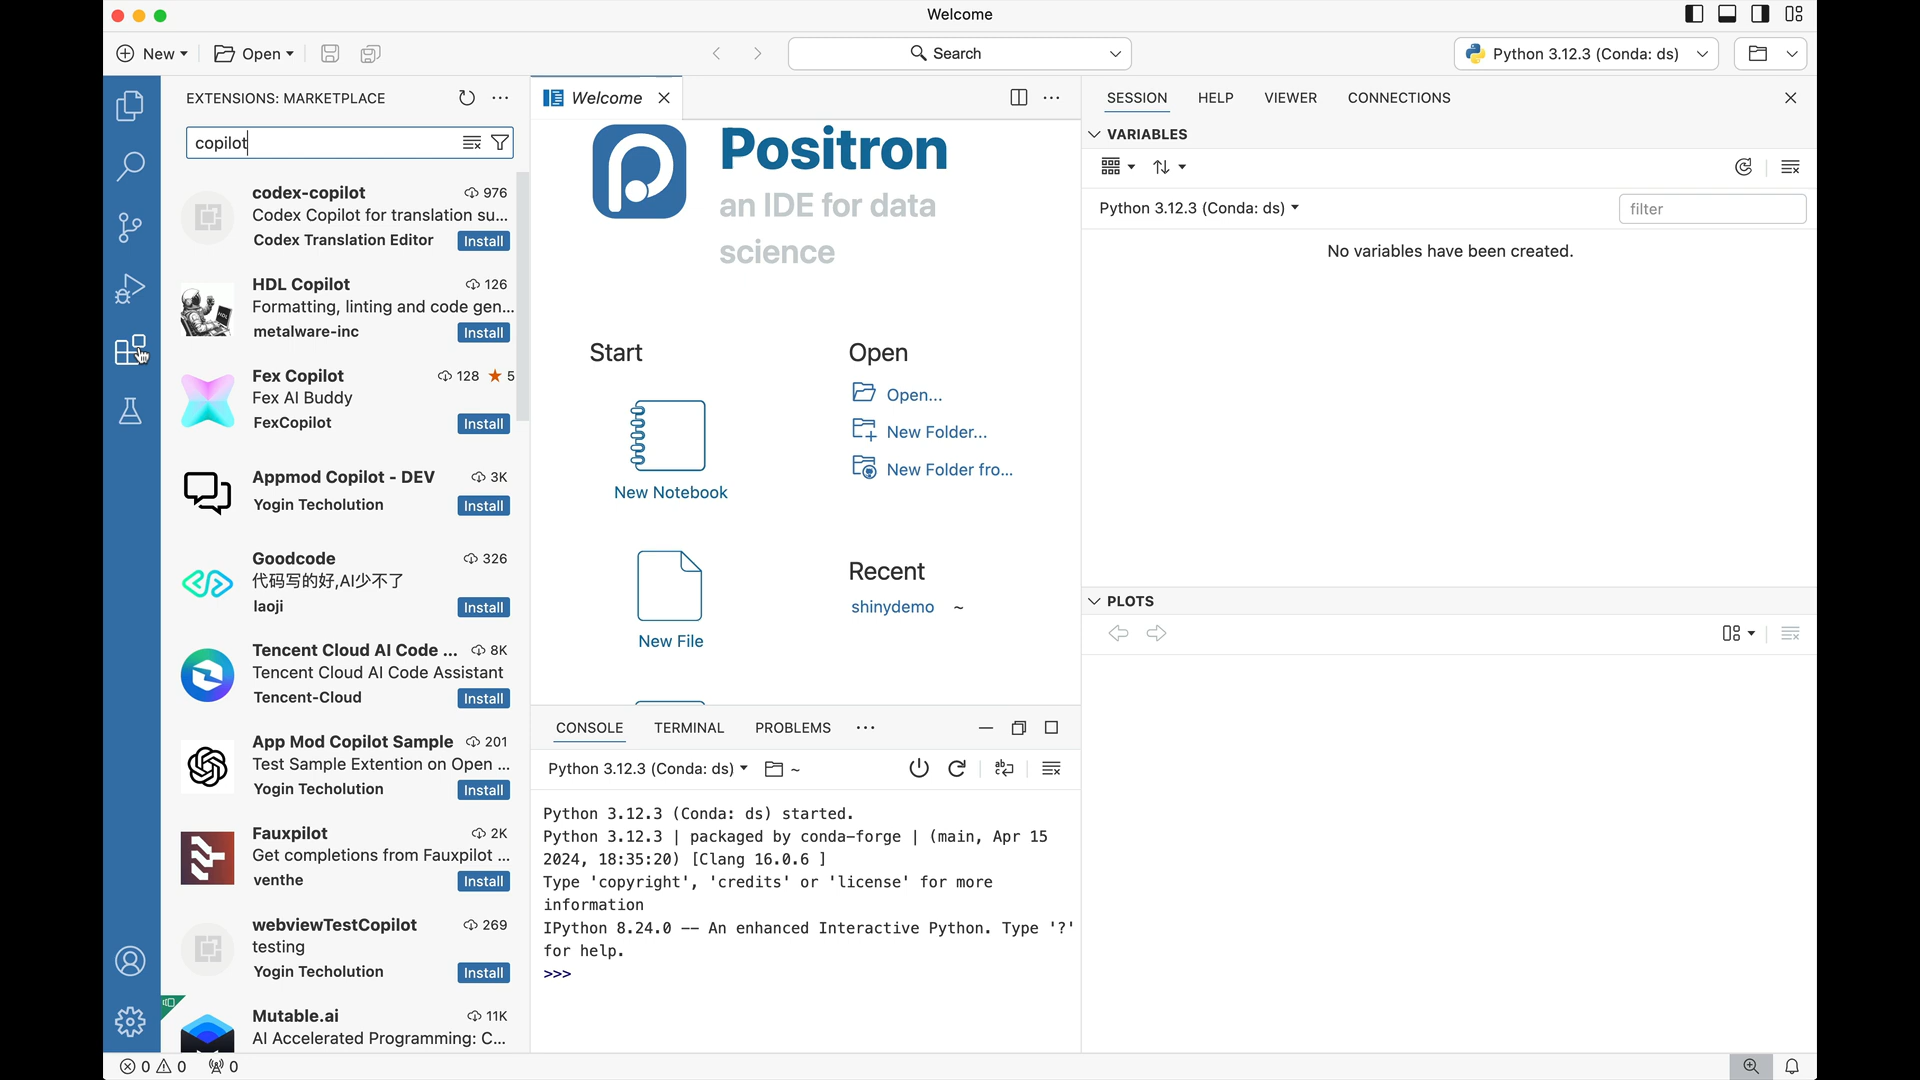 Welcome
New
Open
Search
Python 3.12.3 (Conda: ds)
EXTENSIONS: MARKETPLACE
copilot
codex-copilot 976
Codex Copilot for translation su...
Codex Translation Editor Install
HDL Copilot 126
Formatting, linting and code gen...
metalware-inc Install
Fex Copilot 128 ★ 5
Fex AI Buddy
FexCopilot Install
Appmod Copilot - DEV 3K
Yogin Techolution Install
Goodcode 326
代码写的好,AI少不了
laoji Install
Tencent Cloud AI Code ... 8K
Tencent Cloud AI Code Assistant
Tencent-Cloud Install
App Mod Copilot Sample 201
Test Sample Extention on Open ...
Yogin Techolution Install
Fauxpilot 2K
Get completions from Fauxpilot ...
venthe Install
webviewTestCopilot 269
testing
Yogin Techolution Install
Mutable.ai 11K
AI Accelerated Programming: C...
Welcome
Positron
an IDE for data
science
Start
New Notebook
New File
Open
Open...
New Folder...
New Folder fro...
Recent
shinydemo ~
CONSOLE TERMINAL PROBLEMS
Python 3.12.3 (Conda: ds) ~
Python 3.12.3 (Conda: ds) started.
Python 3.12.3 | packaged by conda-forge | (main, Apr 15
2024, 18:35:20) [Clang 16.0.6 ]
Type 'copyright', 'credits' or 'license' for more
information
IPython 8.24.0 -- An enhanced Interactive Python. Type '?'
for help.
>>>
SESSION HELP VIEWER CONNECTIONS
VARIABLES
Python 3.12.3 (Conda: ds) filter
No variables have been created.
PLOTS
0 0 0